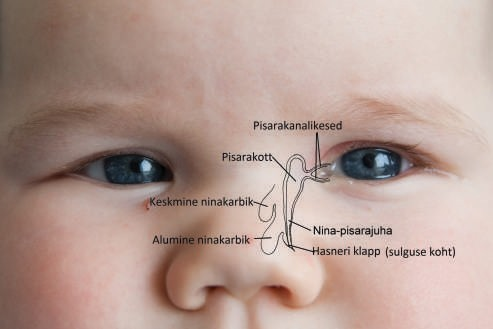 Pisarakanalikesed
Pisarakott
Keskmine ninakarbik
Alumine ninakarbik
Nina-pisarajuha
Hasneri klapp (sulguse koht)